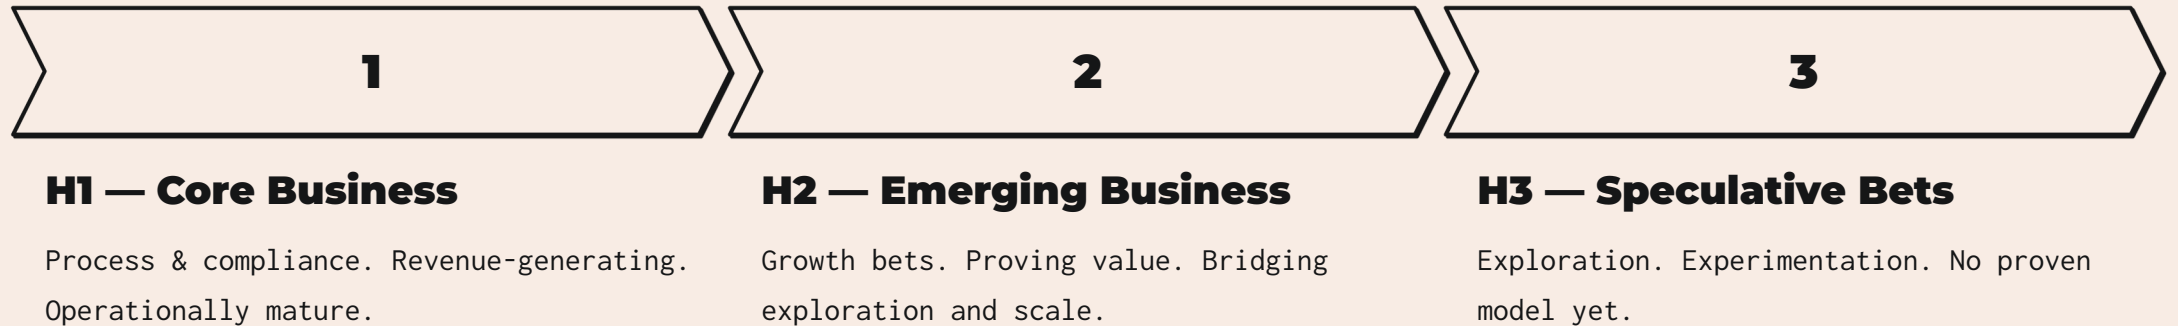 1
2
3
H1 — Core Business
Process & compliance. Revenue-generating.
Operationally mature.
H2 — Emerging Business
Growth bets. Proving value. Bridging
exploration and scale.
H3 — Speculative Bets
Exploration. Experimentation. No proven
model yet.